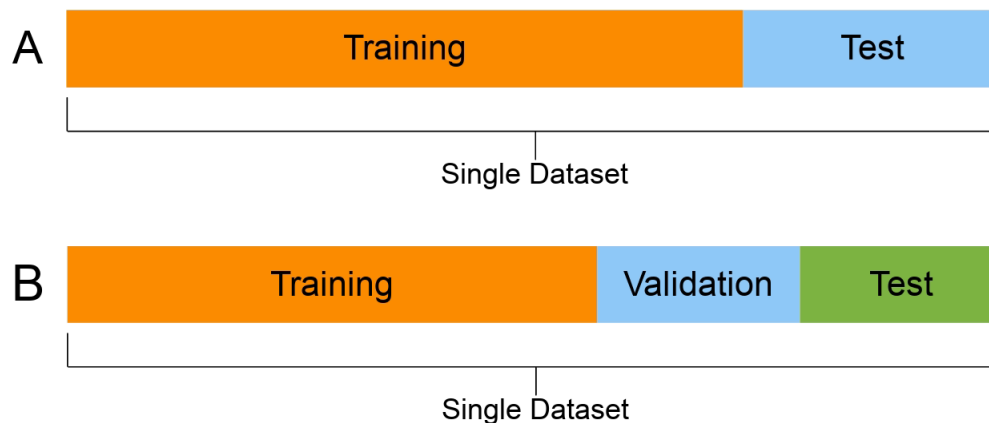 A
Training Test
Single Dataset
B
Training Validation Test
Single Dataset